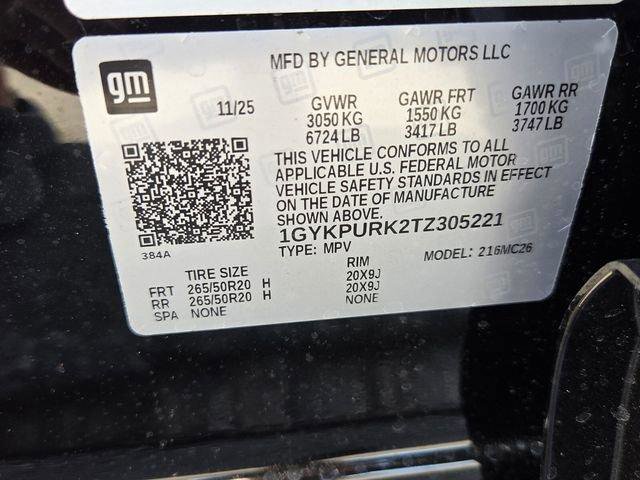 gm
MFD BY GENERAL MOTORS LLC
11/25
GVWR GAWR FRT GAWR RR
3050 KG 1550 KG 1700 KG
6724 LB 3417 LB 3747 LB
THIS VEHICLE CONFORMS TO ALL
APPLICABLE U.S. FEDERAL MOTOR
VEHICLE SAFETY STANDARDS IN EFFECT
ON THE DATE OF MANUFACTURE
SHOWN ABOVE.
1GYKPURK2TZ305221
TYPE: MPV MODEL: 216MC26
384A
TIRE SIZE RIM
FRT 265/50R20 H 20X9J
RR 265/50R20 H 20X9J
SPA NONE NONE